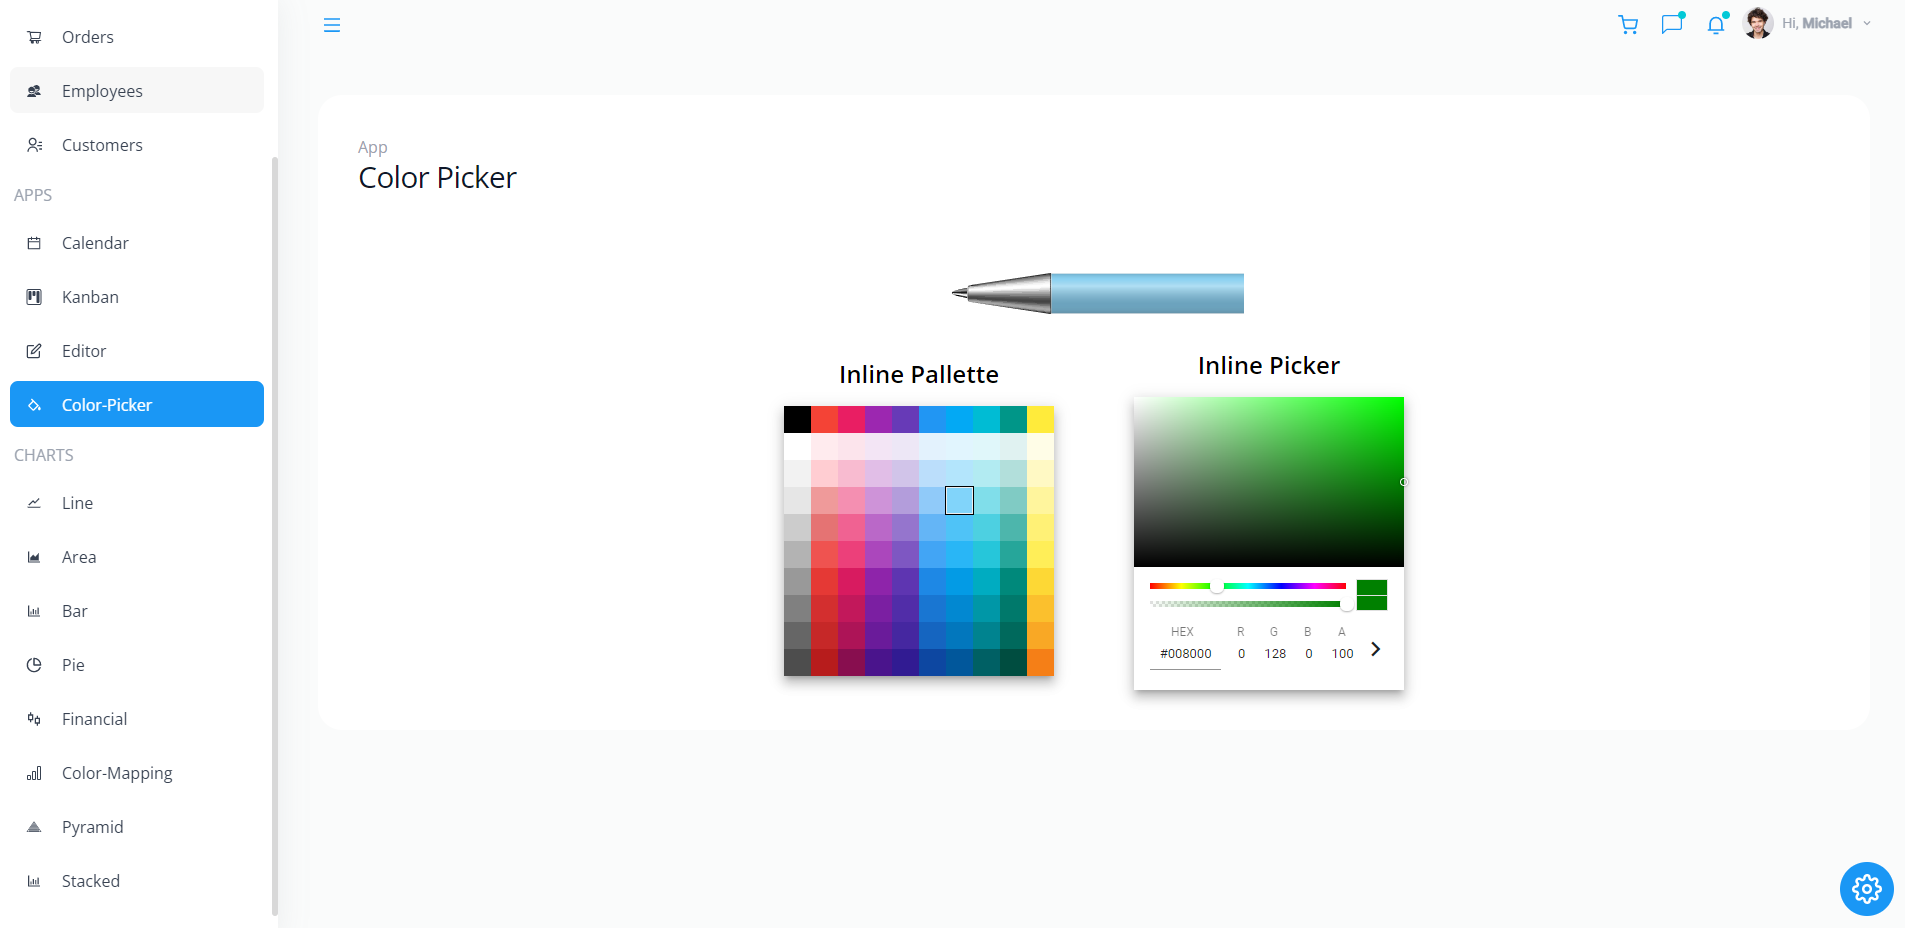 Orders
Employees
Customers
APPS
Calendar
Kanban
Editor
Color-Picker
CHARTS
Line
Area
Bar
Pie
Financial
Color-Mapping
Pyramid
Stacked
Hi, Michael
App
Color Picker
Inline Pallette
Inline Picker
HEX R G B A
#008000 0 128 0 100